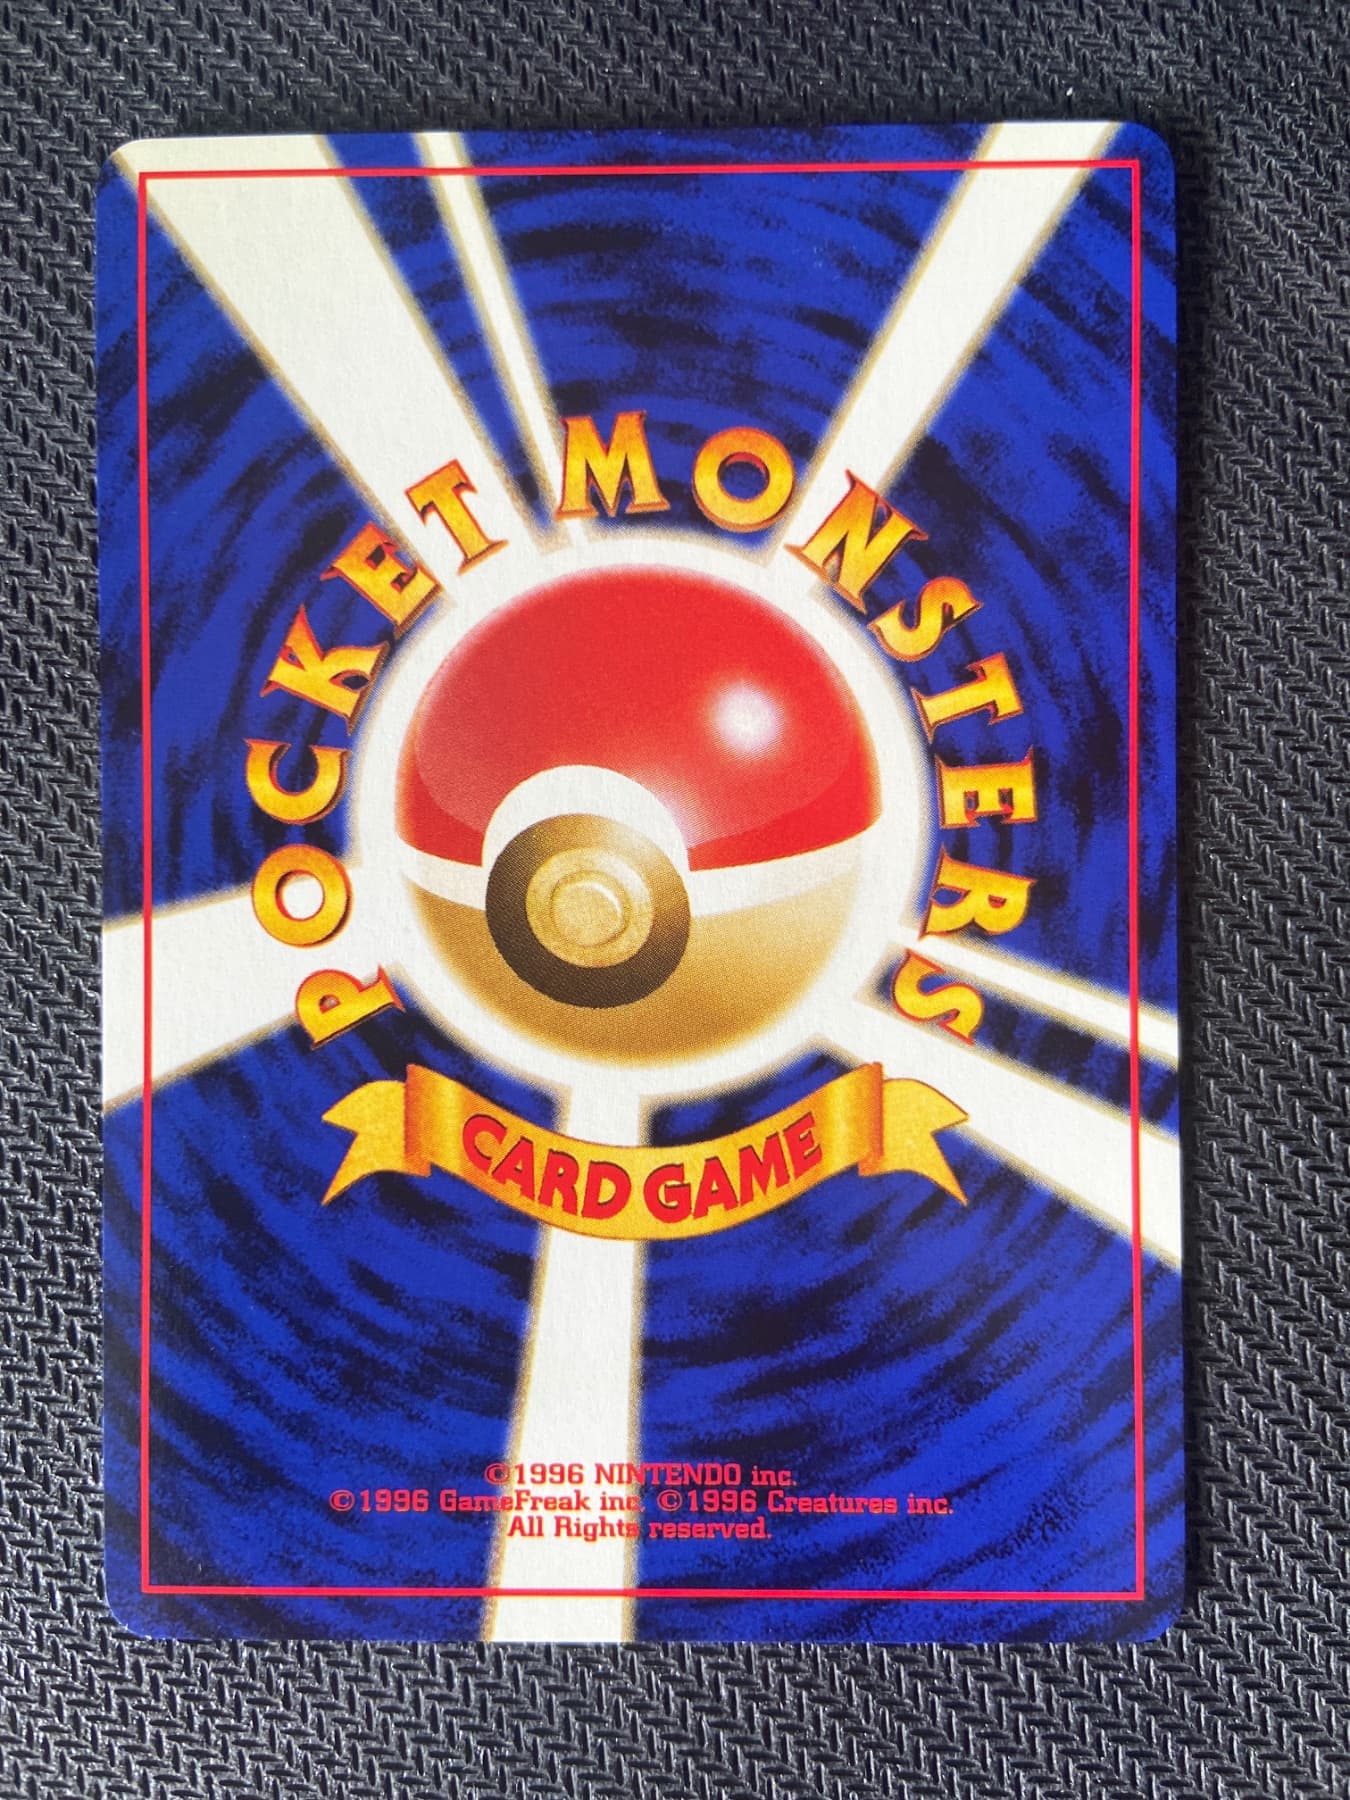 POCKET MONSTERS
CARD GAME
©1996 NINTENDO inc.
©1996 GameFreak inc. ©1996 Creatures inc.
All Rights reserved.